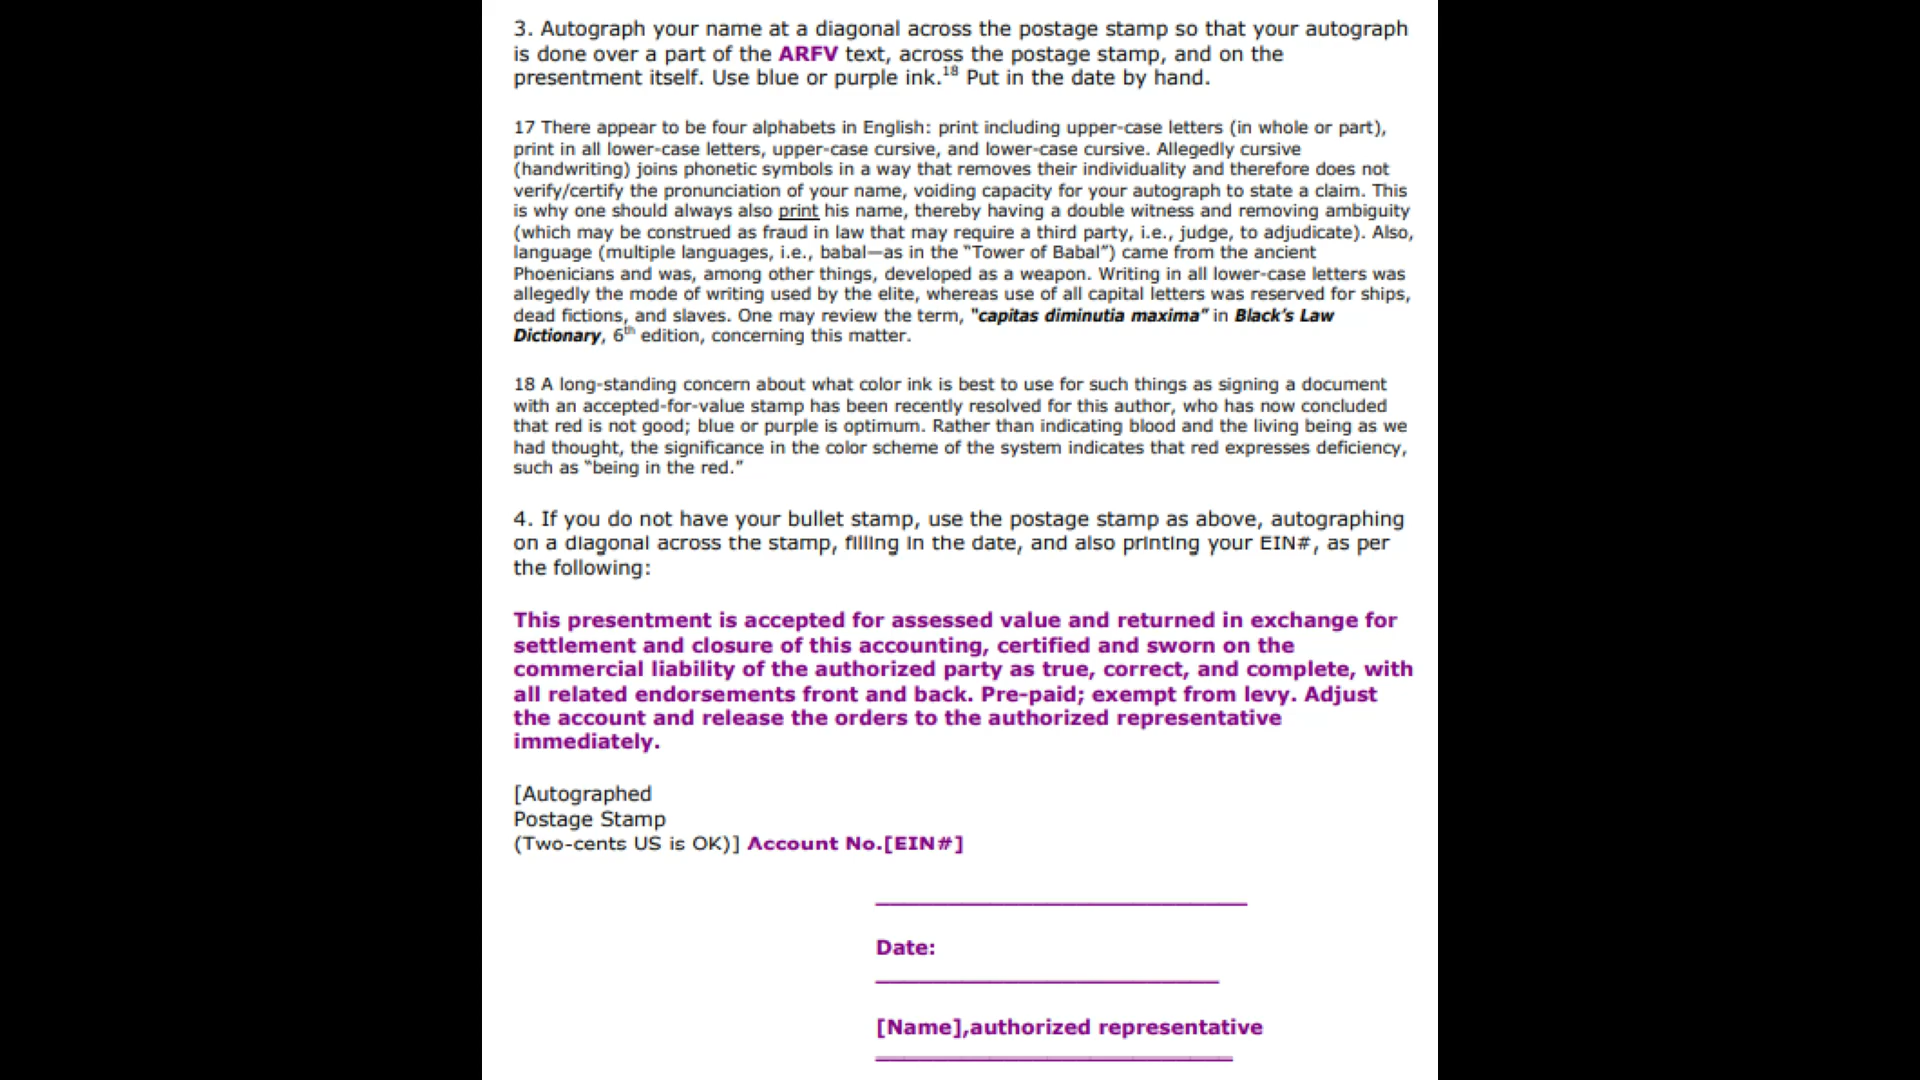 3. Autograph your name at a diagonal across the postage stamp so that your autograph
is done over a part of the ARFV text, across the postage stamp, and on the
presentment itself. Use blue or purple ink.18 Put in the date by hand.
17 There appear to be four alphabets in English: print including upper-case letters (in whole or part),
print in all lower-case letters, upper-case cursive, and lower-case cursive. Allegedly cursive
(handwriting) joins phonetic symbols in a way that removes their individuality and therefore does not
verify/certify the pronunciation of your name, voiding capacity for your autograph to state a claim. This
is why one should always also print his name, thereby having a double witness and removing ambiguity
(which may be construed as fraud in law that may require a third party, i.e., judge, to adjudicate). Also,
language (multiple languages, i.e., babal—as in the “Tower of Babal”) came from the ancient
Phoenicians and was, among other things, developed as a weapon. Writing in all lower-case letters was
allegedly the mode of writing used by the elite, whereas use of all capital letters was reserved for ships,
dead fictions, and slaves. One may review the term, “capitas diminutia maxima” in Black’s Law
Dictionary, 6th edition, concerning this matter.
18 A long-standing concern about what color ink is best to use for such things as signing a document
with an accepted-for-value stamp has been recently resolved for this author, who has now concluded
that red is not good; blue or purple is optimum. Rather than indicating blood and the living being as we
had thought, the significance in the color scheme of the system indicates that red expresses deficiency,
such as “being in the red.”
4. If you do not have your bullet stamp, use the postage stamp as above, autographing
on a diagonal across the stamp, filling in the date, and also printing your EIN#, as per
the following:
This presentment is accepted for assessed value and returned in exchange for
settlement and closure of this accounting, certified and sworn on the
commercial liability of the authorized party as true, correct, and complete, with
all related endorsements front and back. Pre-paid; exempt from levy. Adjust
the account and release the orders to the authorized representative
immediately.
[Autographed
Postage Stamp
(Two-cents US is OK)] Account No.[EIN#]
Date:
[Name],authorized representative